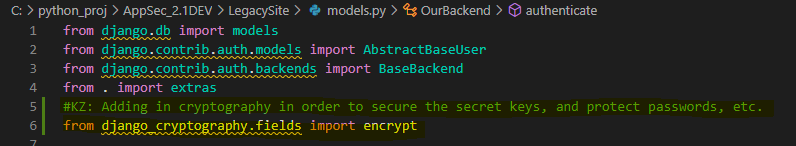 C: > python_proj > AppSec_2.1DEV > LegacySite > models.py > OurBackend > authenticate
1 from django.db import models
2 from django.contrib.auth.models import AbstractBaseUser
3 from django.contrib.auth.backends import BaseBackend
4 from . import extras
5 #KZ: Adding in cryptography in order to secure the secret keys, and protect passwords, etc.
6 from django_cryptography.fields import encrypt